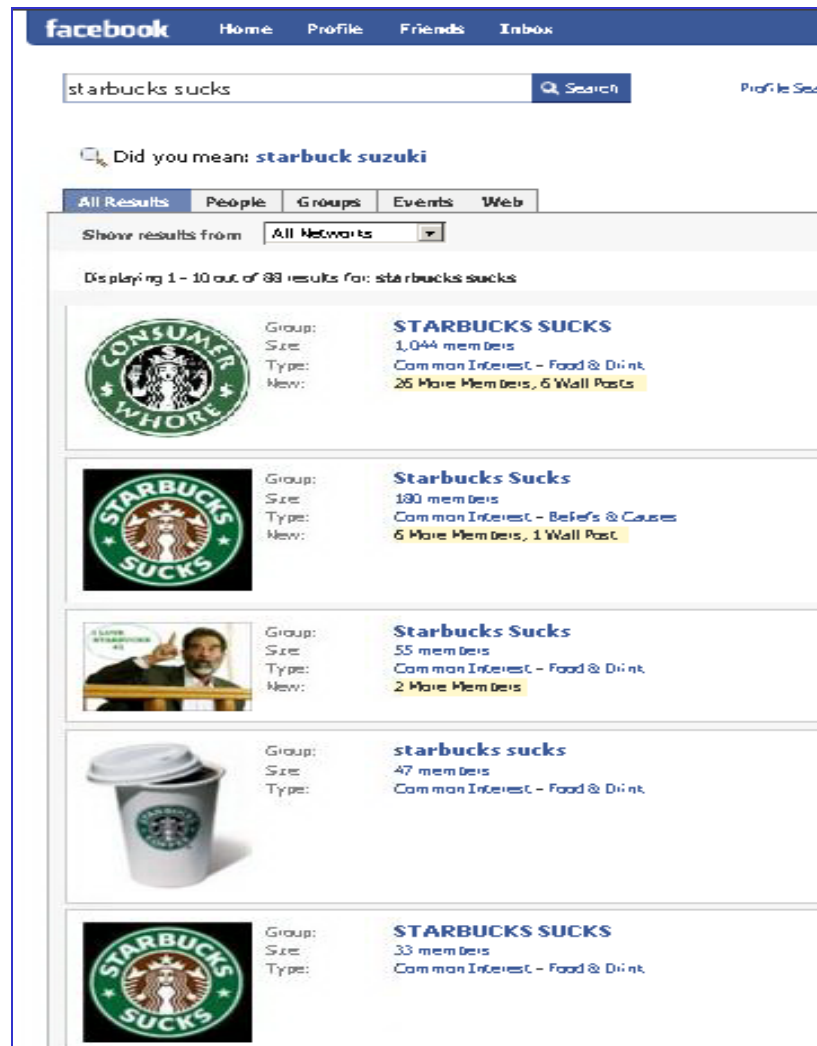 facebook Home Profile Friends Inbox
starbucks sucks Search Profile Sea
Did you mean: starbuck suzuki
All Results People Groups Events Web
Show results from All Networks
Displaying 1 - 10 out of 88 results for: starbucks sucks
CONSUMER WHORE
Group: STARBUCKS SUCKS
Size: 1,044 members
Type: Common Interest - Food & Drink
New: 26 More Members, 6 Wall Posts
STARBUCKS SUCKS
Group: Starbucks Sucks
Size: 180 members
Type: Common Interest - Beliefs & Causes
New: 6 More Members, 1 Wall Post
I LOVE
STARBUCKS
Group: Starbucks Sucks
Size: 55 members
Type: Common Interest - Food & Drink
New: 2 More Members
Group: starbucks sucks
Size: 47 members
Type: Common Interest - Food & Drink
STARBUCKS SUCKS
Group: STARBUCKS SUCKS
Size: 33 members
Type: Common Interest - Food & Drink